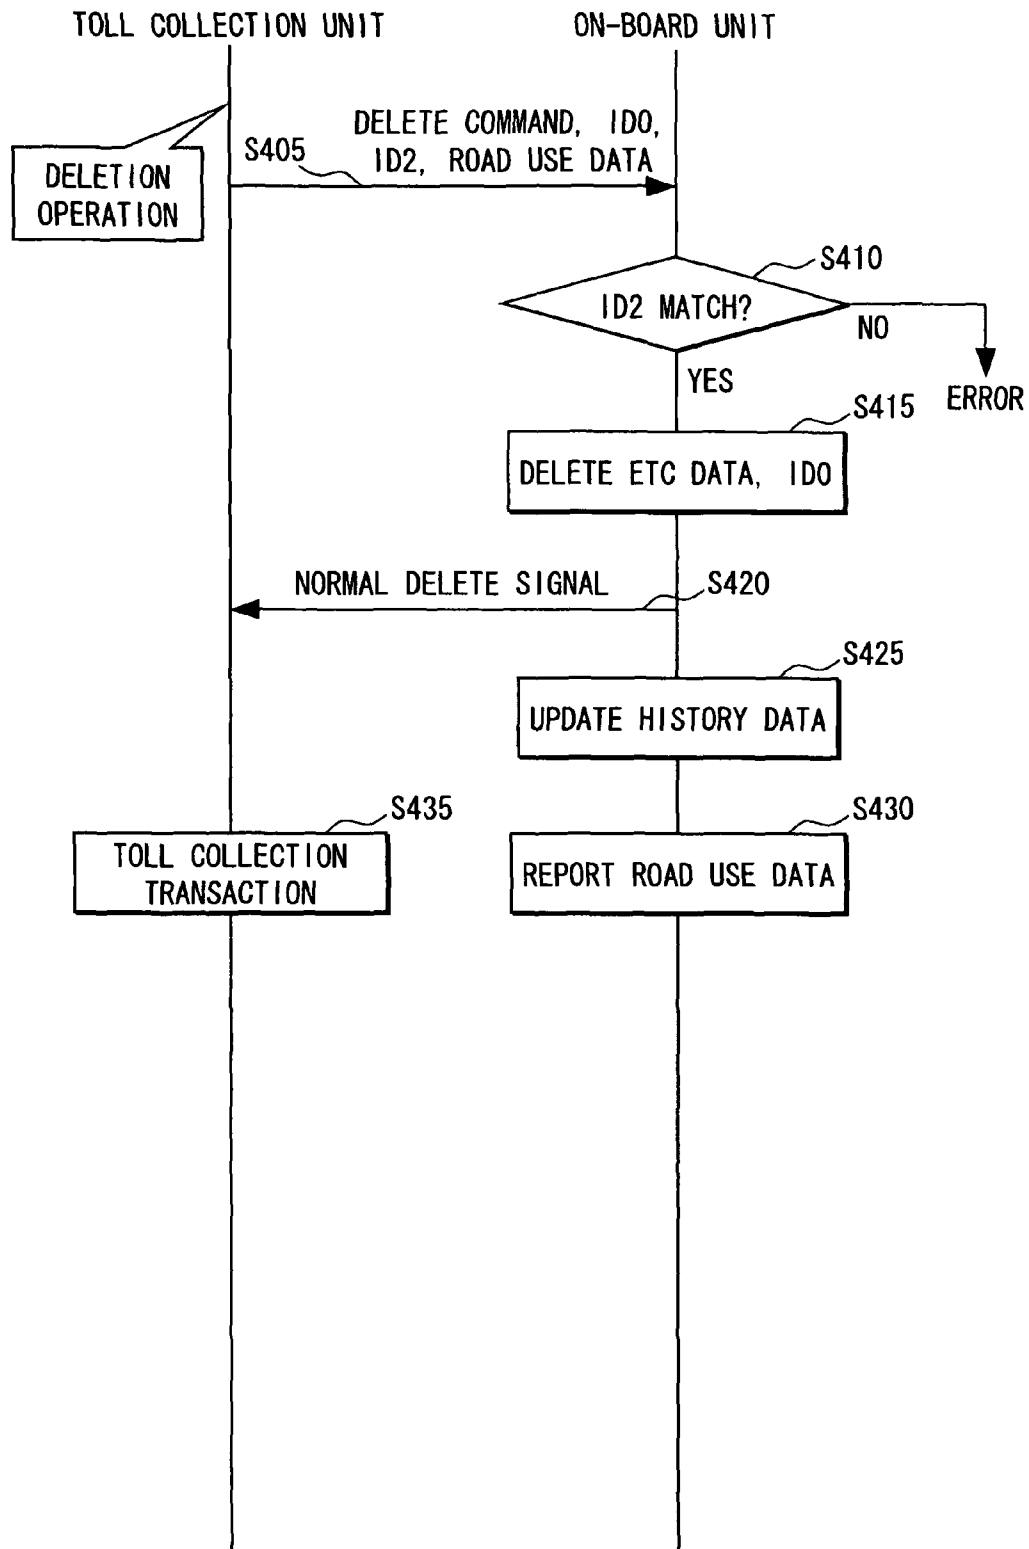 TOLL COLLECTION UNIT
ON-BOARD UNIT
DELETION
OPERATION
S405
DELETE COMMAND, ID0,
ID2, ROAD USE DATA
S410
ID2 MATCH?
NO
YES
ERROR
S415
DELETE ETC DATA, ID0
NORMAL DELETE SIGNAL
S420
S425
UPDATE HISTORY DATA
S435
TOLL COLLECTION
TRANSACTION
S430
REPORT ROAD USE DATA